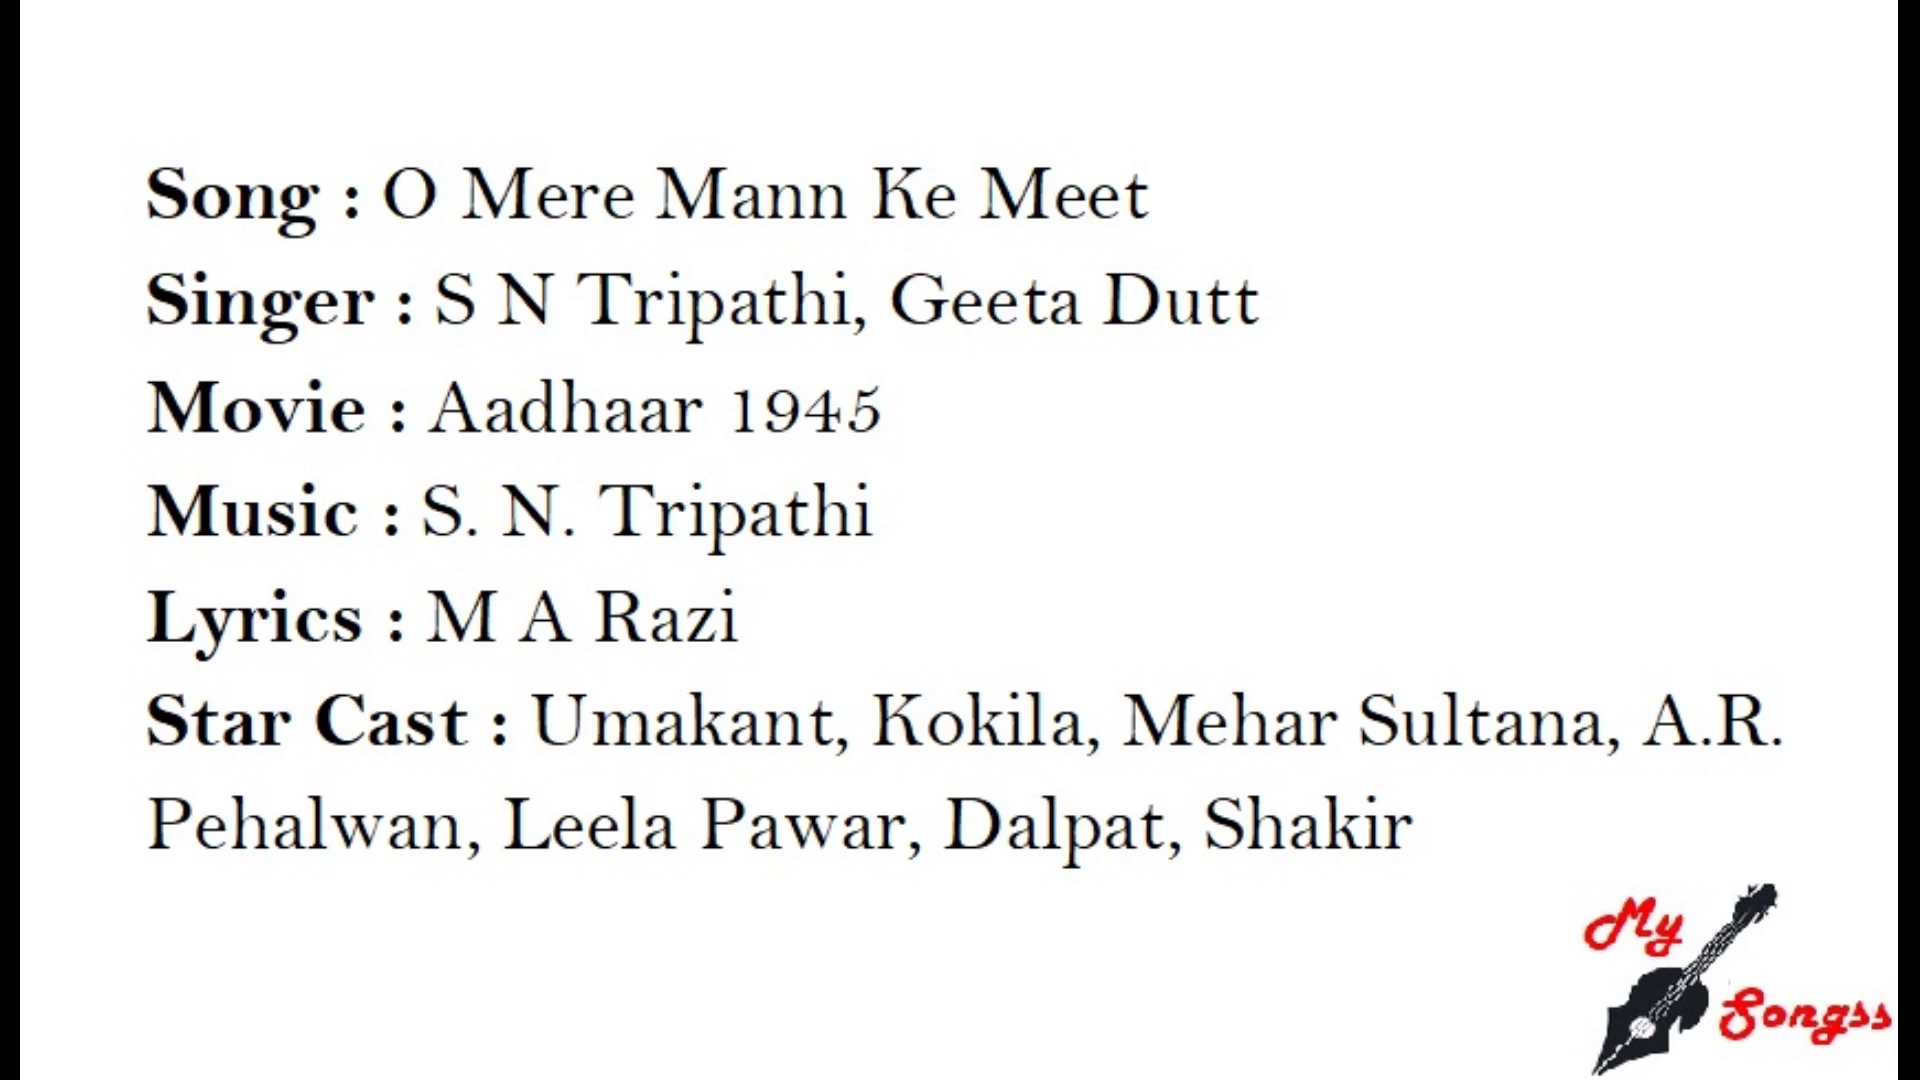 Song : O Mere Mann Ke Meet
Singer : S N Tripathi, Geeta Dutt
Movie : Aadhaar 1945
Music : S. N. Tripathi
Lyrics : M A Razi
Star Cast : Umakant, Kokila, Mehar Sultana, A.R.
Pehalwan, Leela Pawar, Dalpat, Shakir
My
Songss